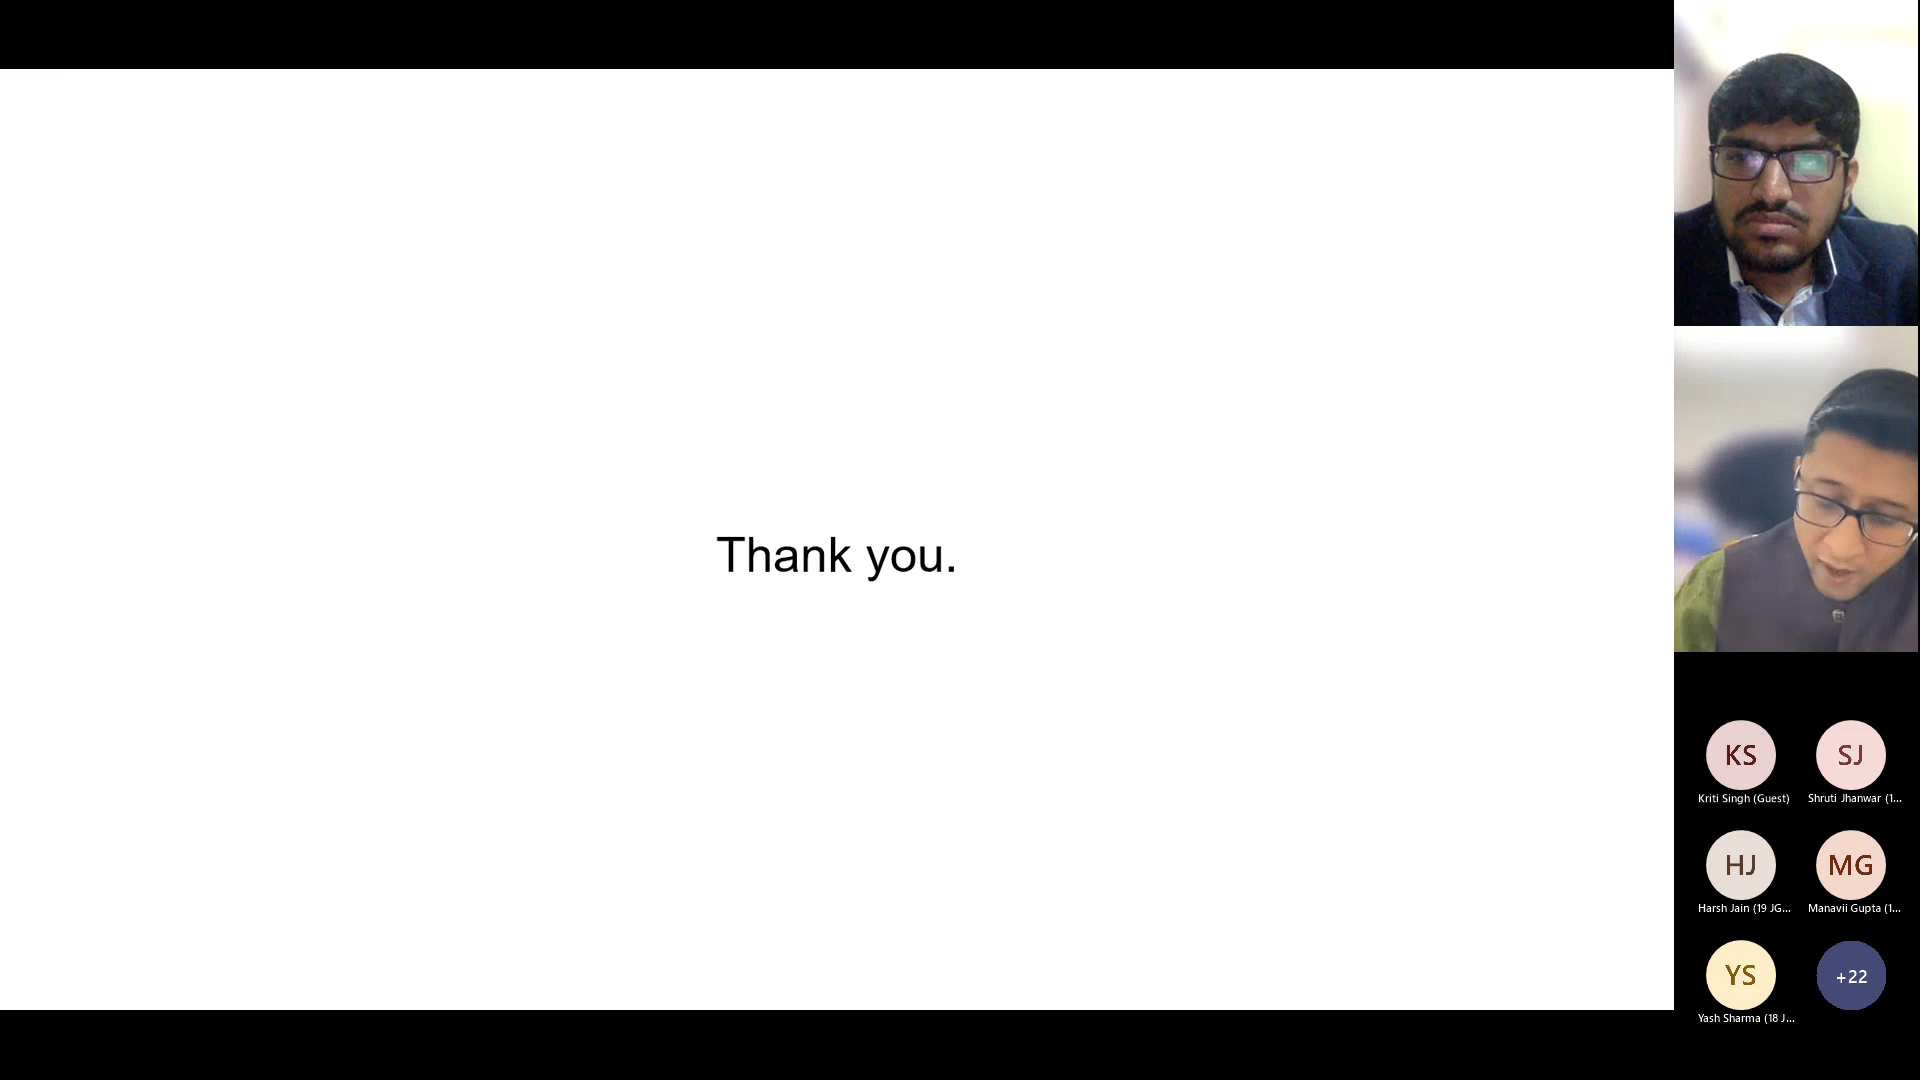 Thank you.
KS
SJ
Kriti Singh (Guest)
Shruti Jhanwar (1...
HJ
MG
Harsh Jain (19 JG...
Manavii Gupta (1...
YS
+22
Yash Sharma (18 J...